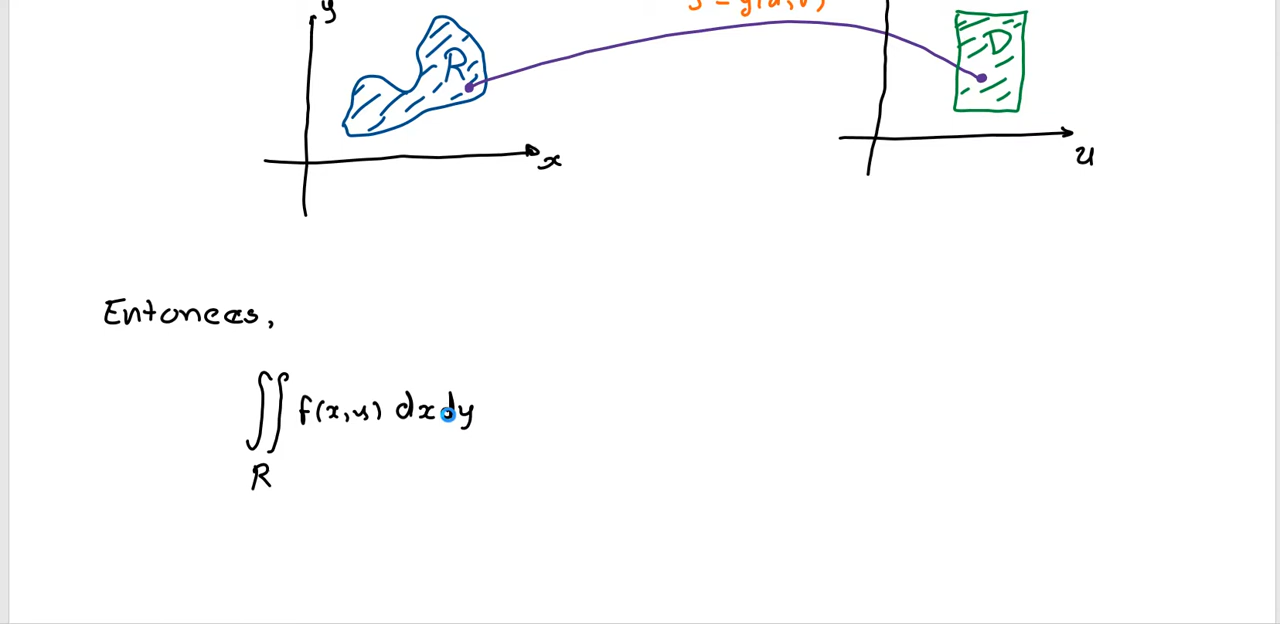 y
R
D
x
u
Entonces,
∬ f(x,y) dx dy
R